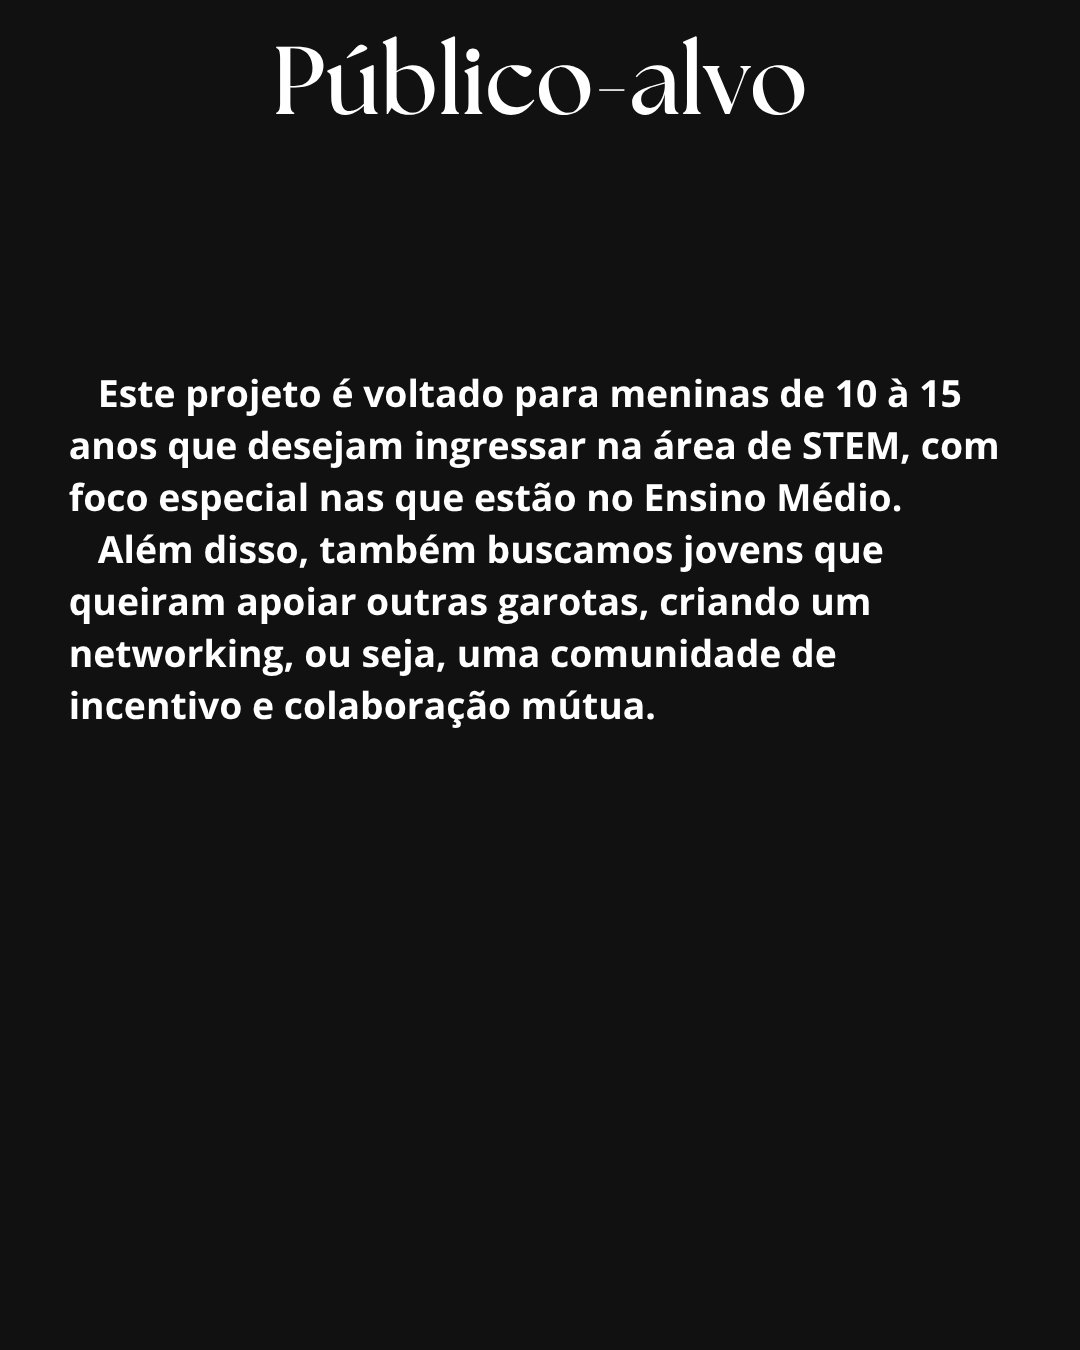 Público-alvo
Este projeto é voltado para meninas de 10 à 15
anos que desejam ingressar na área de STEM, com
foco especial nas que estão no Ensino Médio.
Além disso, também buscamos jovens que
queiram apoiar outras garotas, criando um
networking, ou seja, uma comunidade de
incentivo e colaboração mútua.